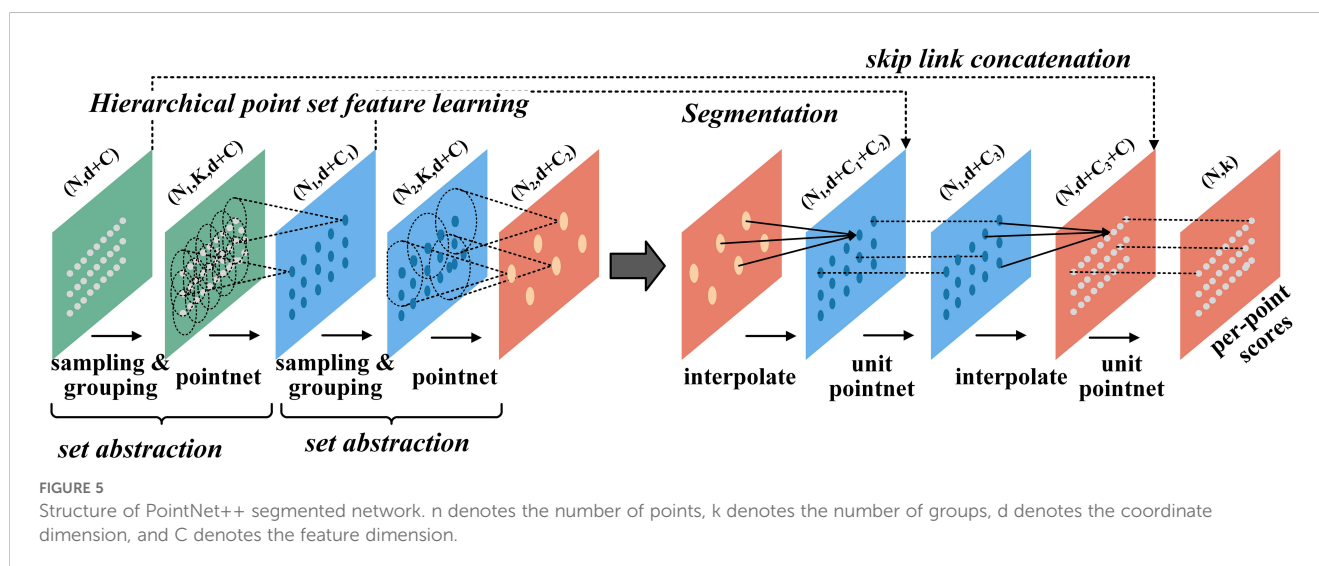 skip link concatenation
Hierarchical point set feature learning
Segmentation
(N,d+C)
(N₁,K,d+C)
(N₁,d+C₁)
(N₂,K,d+C)
(N₂,d+C₂)
(N₁,d+C₁+C₂)
(N₁,d+C₃)
(N,d+C₃+C)
(N,k)
sampling &
grouping
pointnet
sampling &
grouping
pointnet
interpolate
unit
pointnet
interpolate
unit
pointnet
per-point
scores
set abstraction
set abstraction
FIGURE 5
Structure of PointNet++ segmented network. n denotes the number of points, k denotes the number of groups, d denotes the coordinate
dimension, and C denotes the feature dimension.